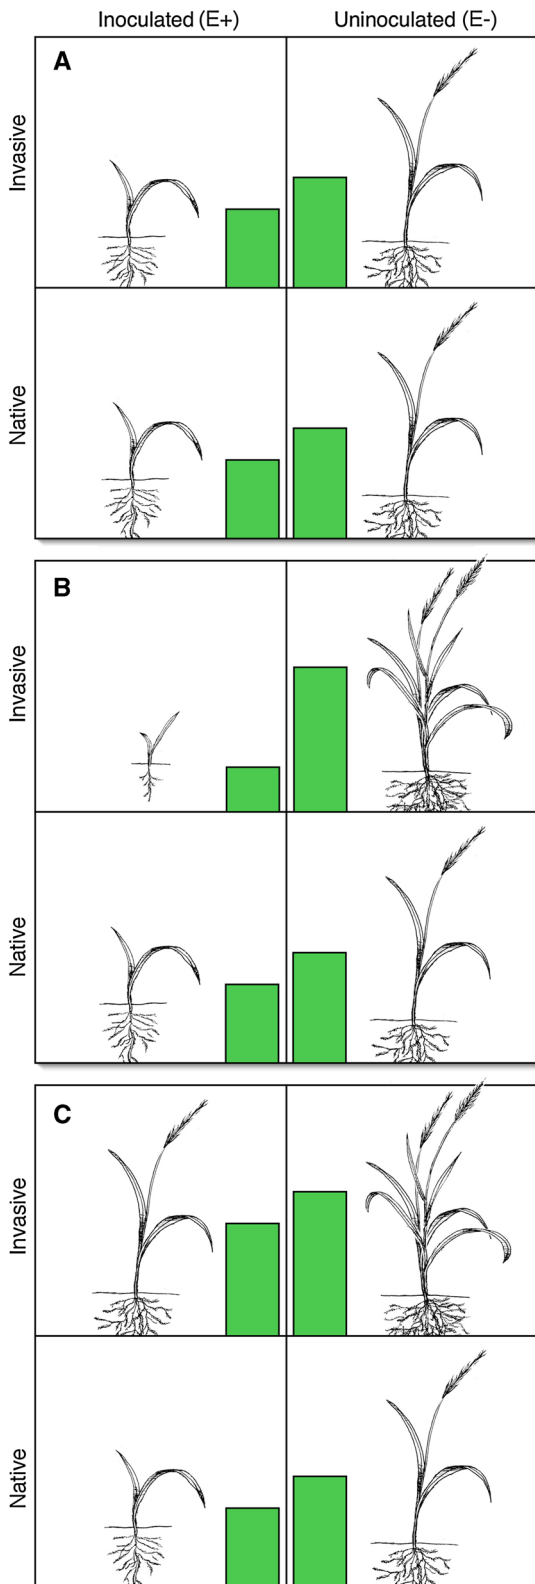 Inoculated (E+) Uninoculated (E-)
A
Invasive
Native
B
Invasive
Native
C
Invasive
Native